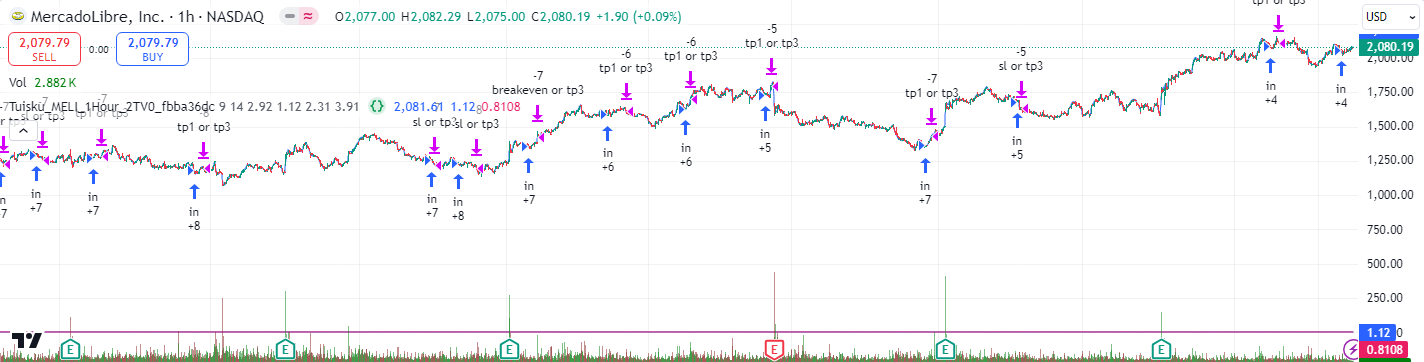 MercadoLibre, Inc. · 1h · NASDAQ
O2,077.00 H2,082.29 L2,075.00 C2,080.19 +1.90 (+0.09%)
2,079.79
SELL
0.00
2,079.79
BUY
Vol 2.882 K
Tuisku_MELI_1Hour_2TV0_fbba36dc 9 14 2.92 1.12 2.31 3.91
2,081.61 1.12 0.8108
USD
2,080.19
2,000.00
1,750.00
1,500.00
1,250.00
1,000.00
750.00
500.00
250.00
1.12
0.8108
sl or tp3
tp1 or tp3
-8
tp1 or tp3
sl or tp3
sl or tp3
-7
breakeven or tp3
-6
tp1 or tp3
-6
tp1 or tp3
-5
tp1 or tp3
-7
tp1 or tp3
-5
sl or tp3
tp1 or tp3
in
+7
in
+7
in
+8
in
+7
in
+8
in
+7
in
+6
in
+6
in
+5
in
+7
in
+5
in
+4
in
+4
E
E
E
E
E
E